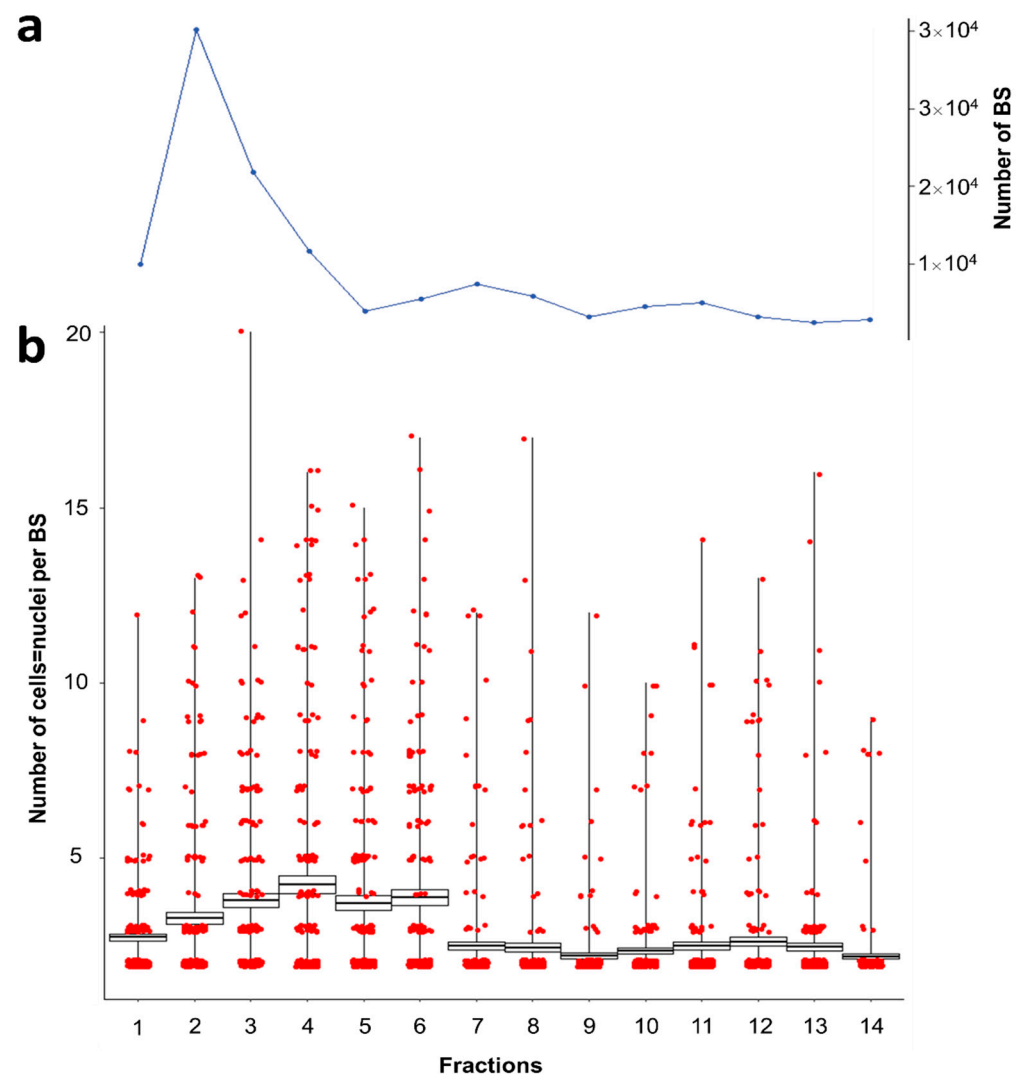 a
3×10⁴
3×10⁴
2×10⁴
1×10⁴
Number of BS
b
20
15
10
5
Number of cells=nuclei per BS
1 2 3 4 5 6 7 8 9 10 11 12 13 14
Fractions